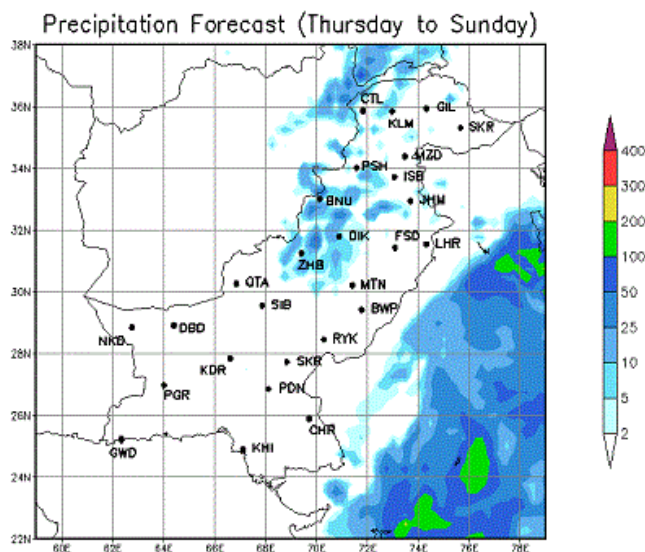 Precipitation Forecast (Thursday to Sunday)
38N
36N
34N
32N
30N
28N
26N
24N
22N
60E
62E
64E
66E
68E
70E
72E
74E
76E
78E
CTL
GIL
KLM
SKR
MZD
PSH
ISB
BNU
JHM
DIK
FSD
LHR
ZHB
QTA
MTN
SIB
BWP
NKD
DBD
RYK
KDR
SKR
PGR
PDN
CHR
GWD
KHI
400
300
200
100
50
25
10
5
2